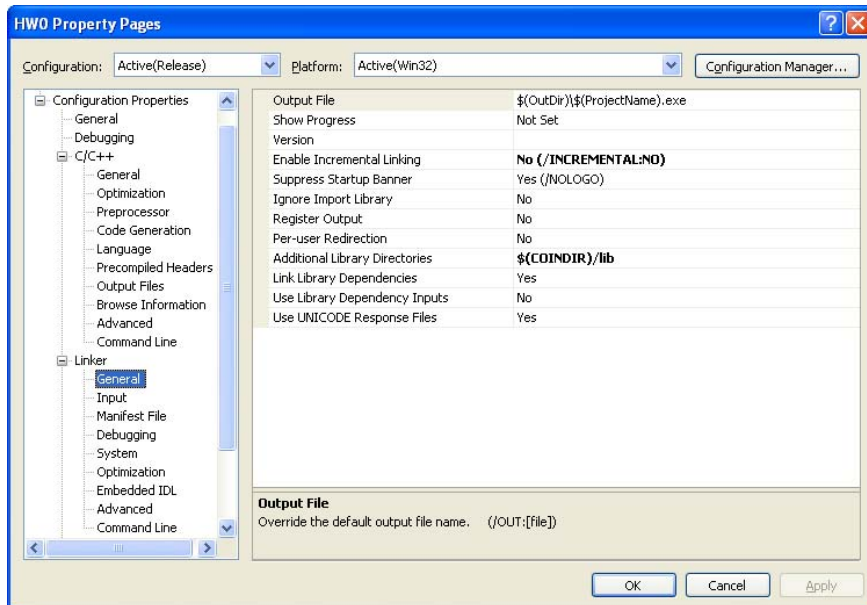 HW0 Property Pages
Configuration: Active(Release) Platform: Active(Win32) Configuration Manager...
Configuration Properties
General
Debugging
C/C++
General
Optimization
Preprocessor
Code Generation
Language
Precompiled Headers
Output Files
Browse Information
Advanced
Command Line
Linker
General
Input
Manifest File
Debugging
System
Optimization
Embedded IDL
Advanced
Command Line
Output File $(OutDir)\$(ProjectName).exe
Show Progress Not Set
Version
Enable Incremental Linking No (/INCREMENTAL:NO)
Suppress Startup Banner Yes (/NOLOGO)
Ignore Import Library No
Register Output No
Per-user Redirection No
Additional Library Directories $(COINDIR)/lib
Link Library Dependencies Yes
Use Library Dependency Inputs No
Use UNICODE Response Files Yes
Output File
Override the default output file name. (/OUT:[file])
OK Cancel Apply